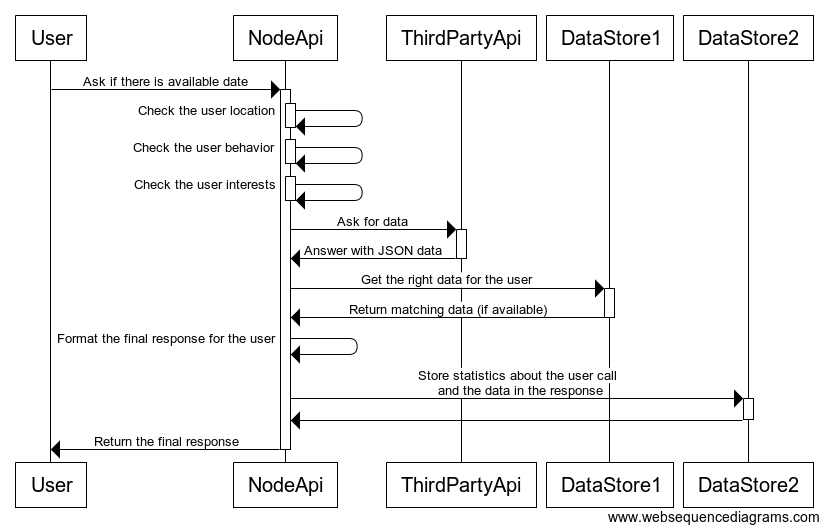 User
NodeApi
ThirdPartyApi
DataStore1
DataStore2
Ask if there is available date
Check the user location
Check the user behavior
Check the user interests
Ask for data
Answer with JSON data
Get the right data for the user
Return matching data (if available)
Format the final response for the user
Store statistics about the user call
and the data in the response
Return the final response
User
NodeApi
ThirdPartyApi
DataStore1
DataStore2
www.websequencediagrams.com